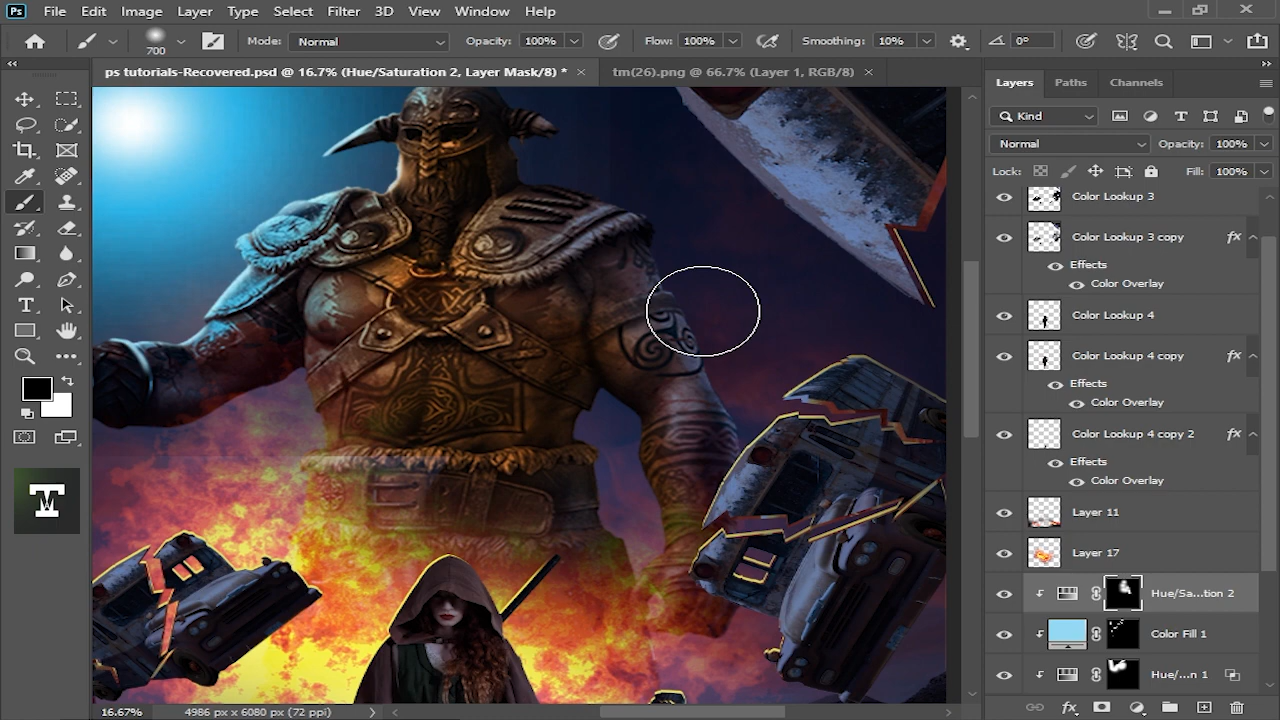 Ps File Edit Image Layer Type Select Filter 3D View Window Help
700 Mode: Normal Opacity: 100% Flow: 100% Smoothing: 10% 0°
ps tutorials-Recovered.psd @ 16.7% (Hue/Saturation 2, Layer Mask/8) * × tm(26).png @ 66.7% (Layer 1, RGB/8) ×
Layers Paths Channels
Kind
Normal Opacity: 100%
Lock: Fill: 100%
Color Lookup 3
Color Lookup 3 copy fx
Effects
Color Overlay
Color Lookup 4
Color Lookup 4 copy fx
Effects
Color Overlay
Color Lookup 4 copy 2 fx
Effects
Color Overlay
Layer 11
Layer 17
Hue/Sa...tion 2
Color Fill 1
Hue/...n 1
16.67% 4986 px x 6080 px (72 ppi)